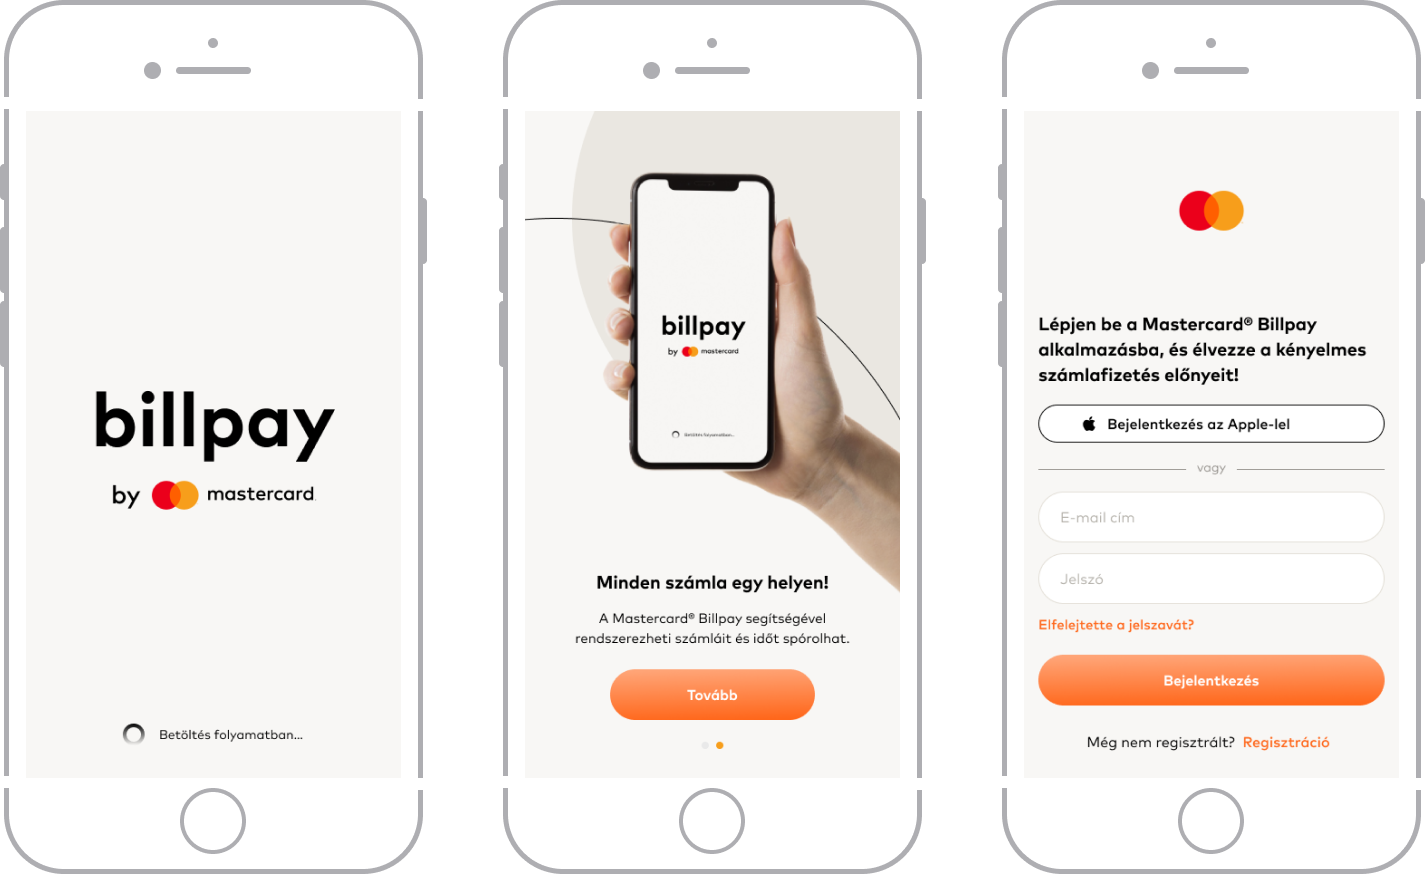 billpay
by mastercard
Betöltés folyamatban...
billpay
by mastercard
Betöltés folyamatban...
Minden számla egy helyen!
A Mastercard® Billpay segítségével
rendszerezheti számláit és időt spórolhat.
Tovább
Lépjen be a Mastercard® Billpay
alkalmazásba, és élvezze a kényelmes
számlafizetés előnyeit!
Bejelentkezés az Apple-lel
vagy
E-mail cím
Jelszó
Elfelejtette a jelszavát?
Bejelentkezés
Még nem regisztrált? Regisztráció